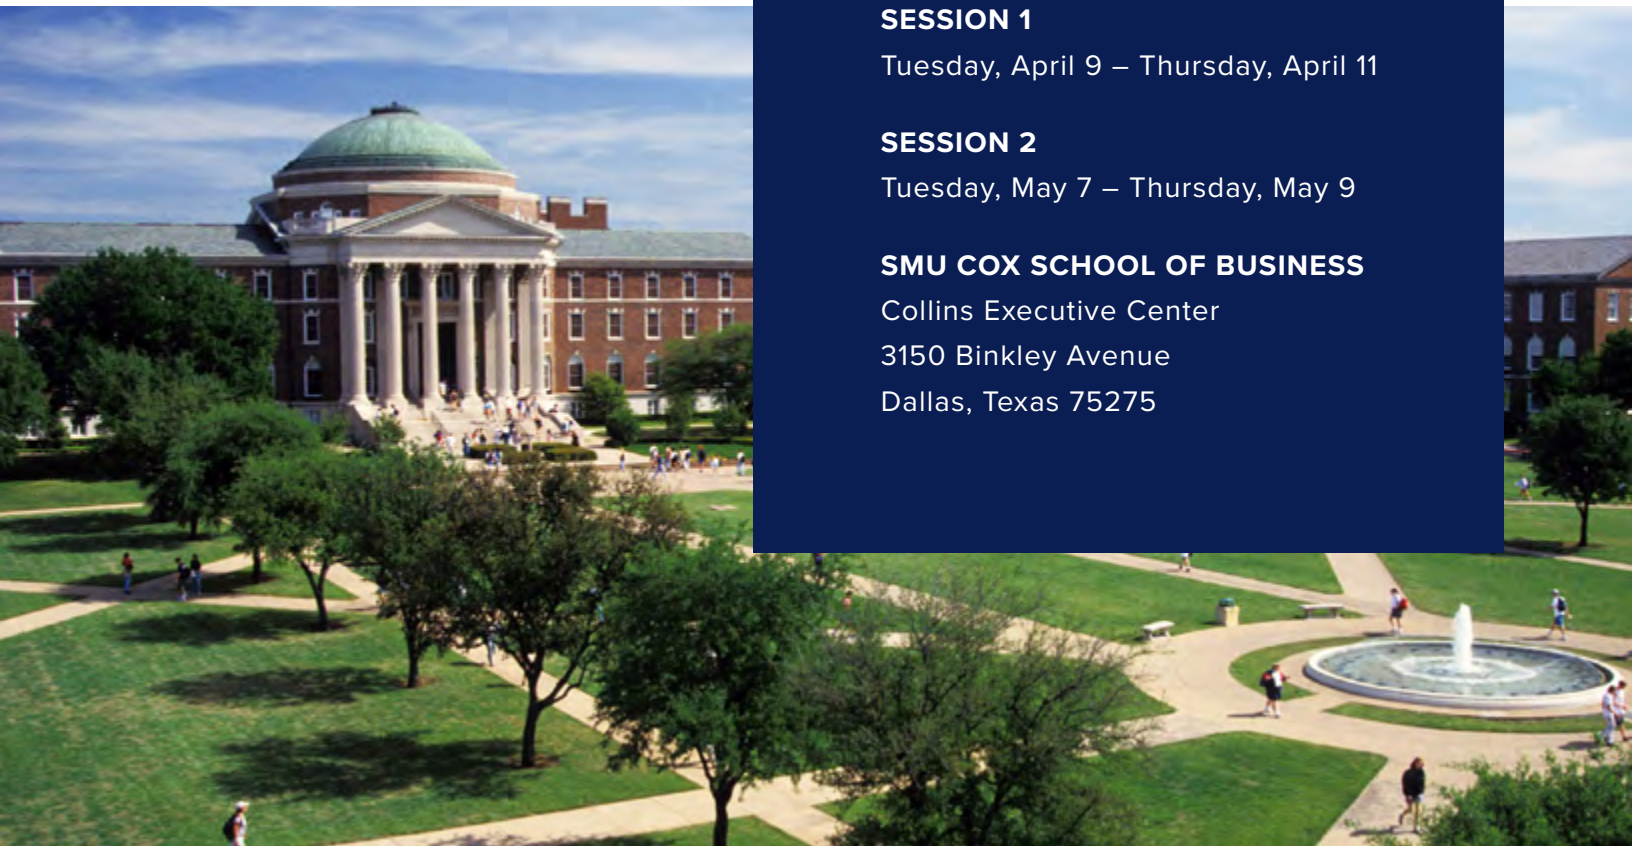 SESSION 1
Tuesday, April 9 – Thursday, April 11
SESSION 2
Tuesday, May 7 – Thursday, May 9
SMU COX SCHOOL OF BUSINESS
Collins Executive Center
3150 Binkley Avenue
Dallas, Texas 75275